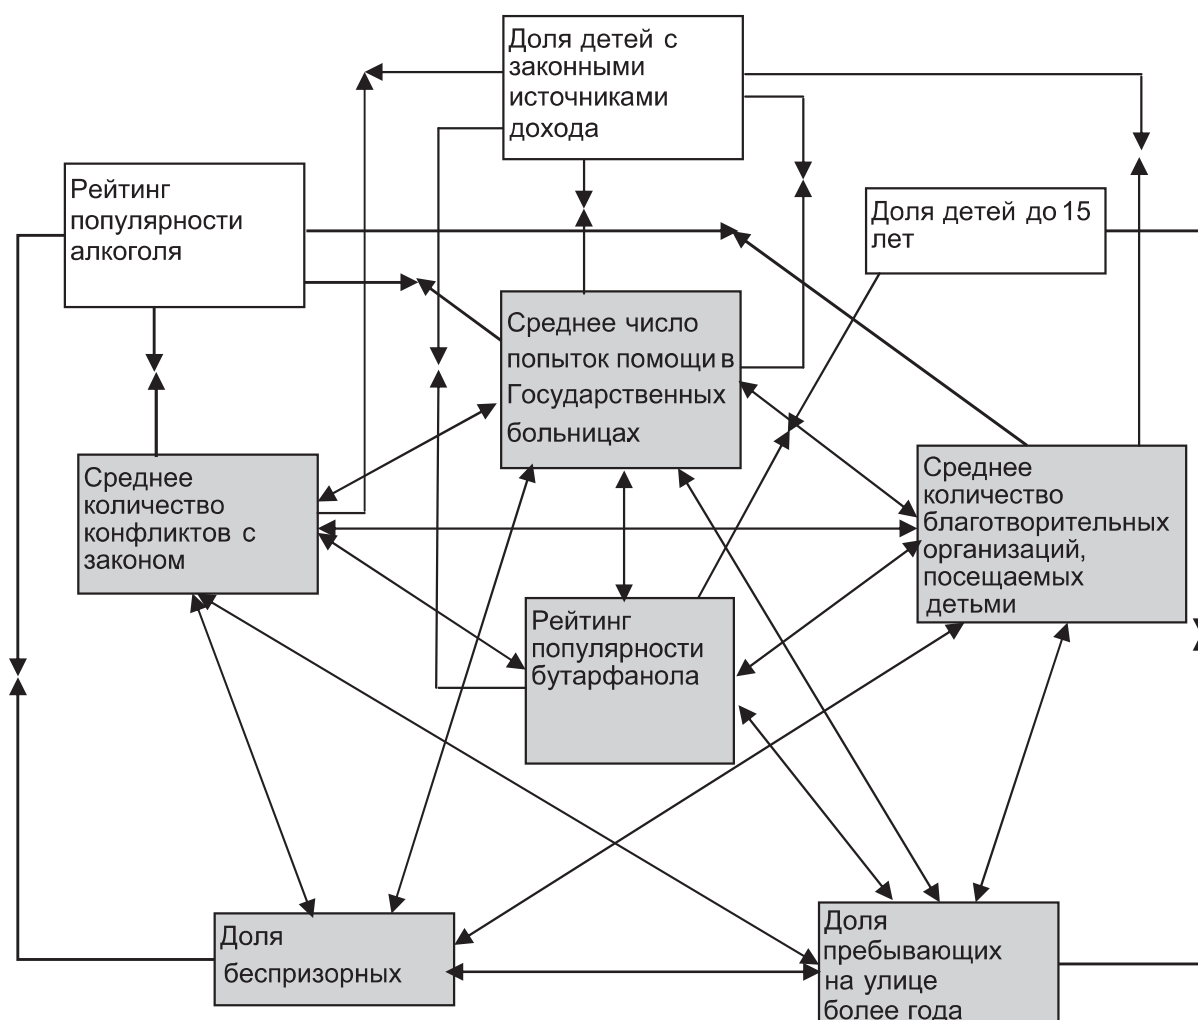 Доля детей с
законными
источниками
дохода
Рейтинг
популярности
алкоголя
Доля детей до 15
лет
Среднее число
попыток помощи в
Государственных
больницах
Среднее
количество
конфликтов с
законом
Среднее
количество
благотворительных
организаций,
посещаемых
детьми
Рейтинг
популярности
бутарфанола
Доля
беспризорных
Доля
пребывающих
на улице
более года